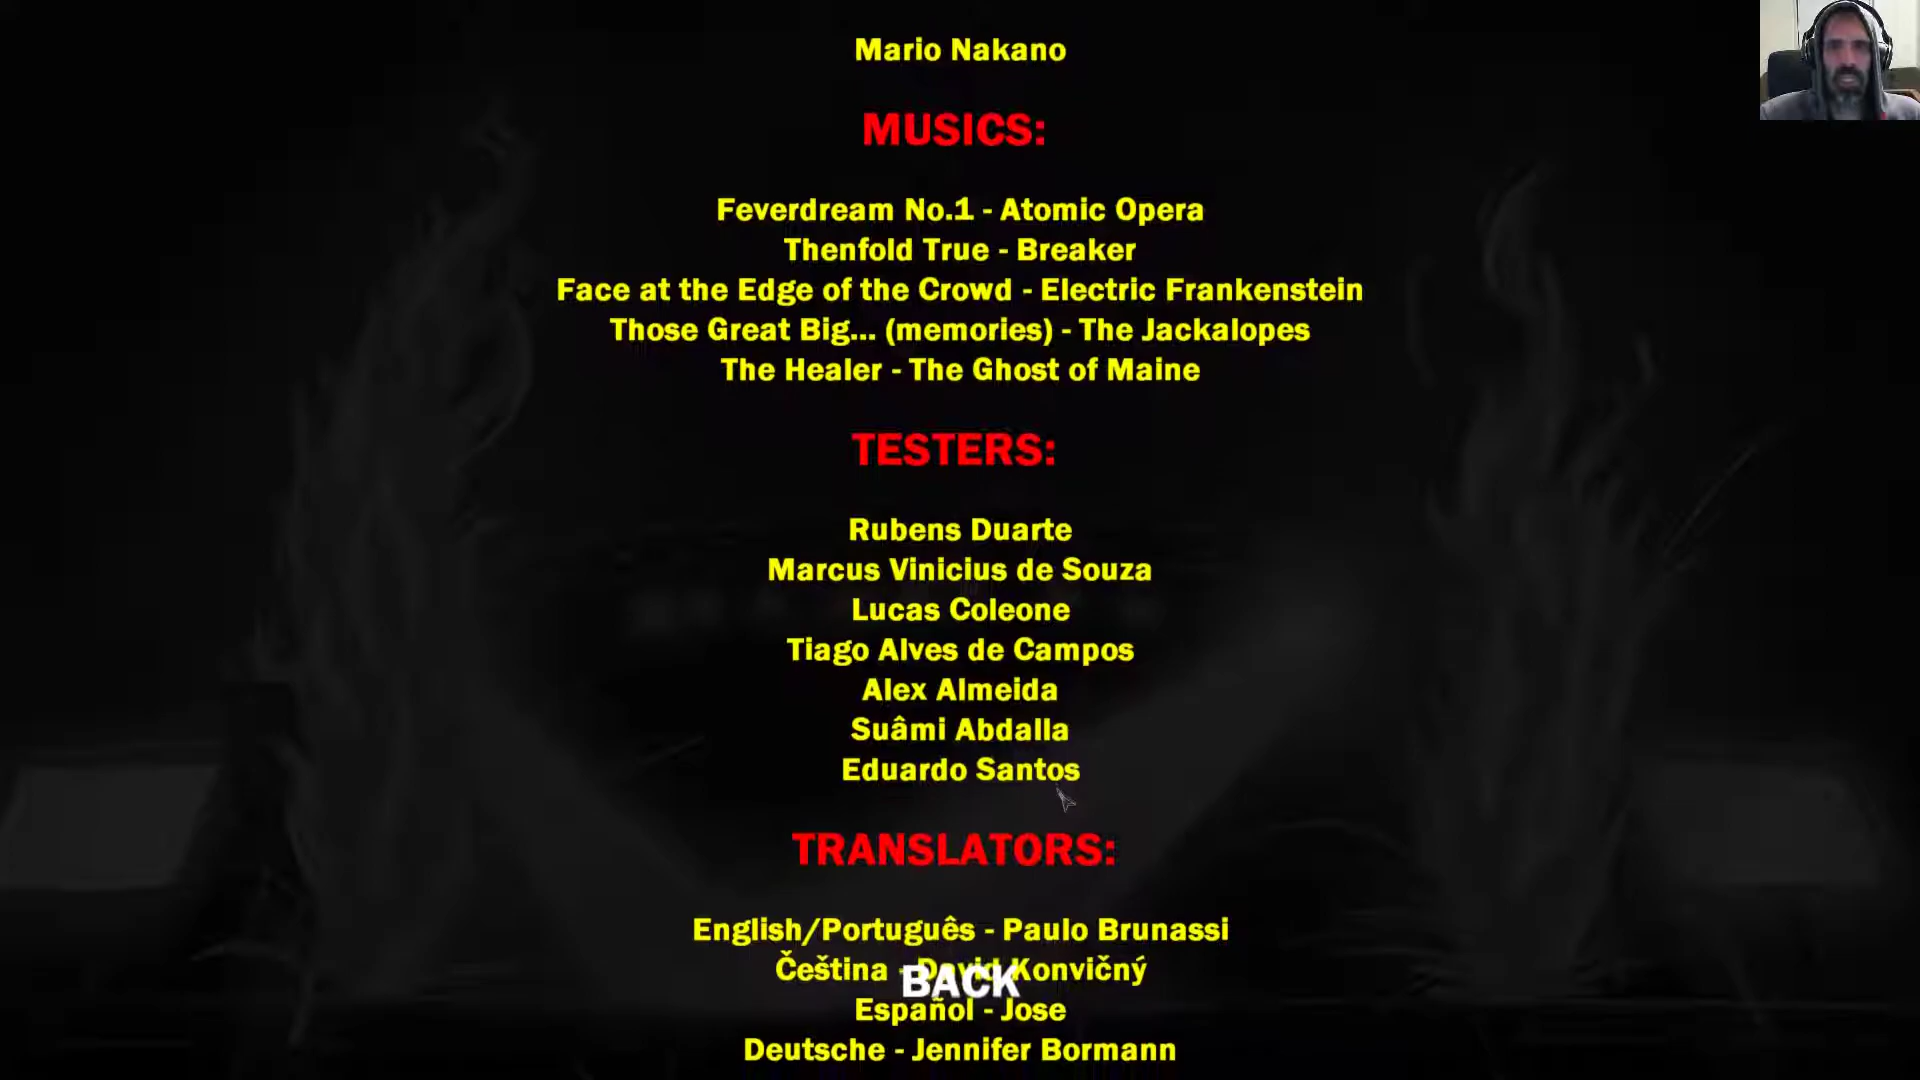 Mario Nakano
MUSICS:
Feverdream No.1 - Atomic Opera
Thenfold True - Breaker
Face at the Edge of the Crowd - Electric Frankenstein
Those Great Big... (memories) - The Jackalopes
The Healer - The Ghost of Maine
TESTERS:
Rubens Duarte
Marcus Vinicius de Souza
Lucas Coleone
Tiago Alves de Campos
Alex Almeida
Suâmi Abdalla
Eduardo Santos
TRANSLATORS:
English/Português - Paulo Brunassi
Čeština - David Konvičný
BACK
Español - Jose
Deutsche - Jennifer Bormann